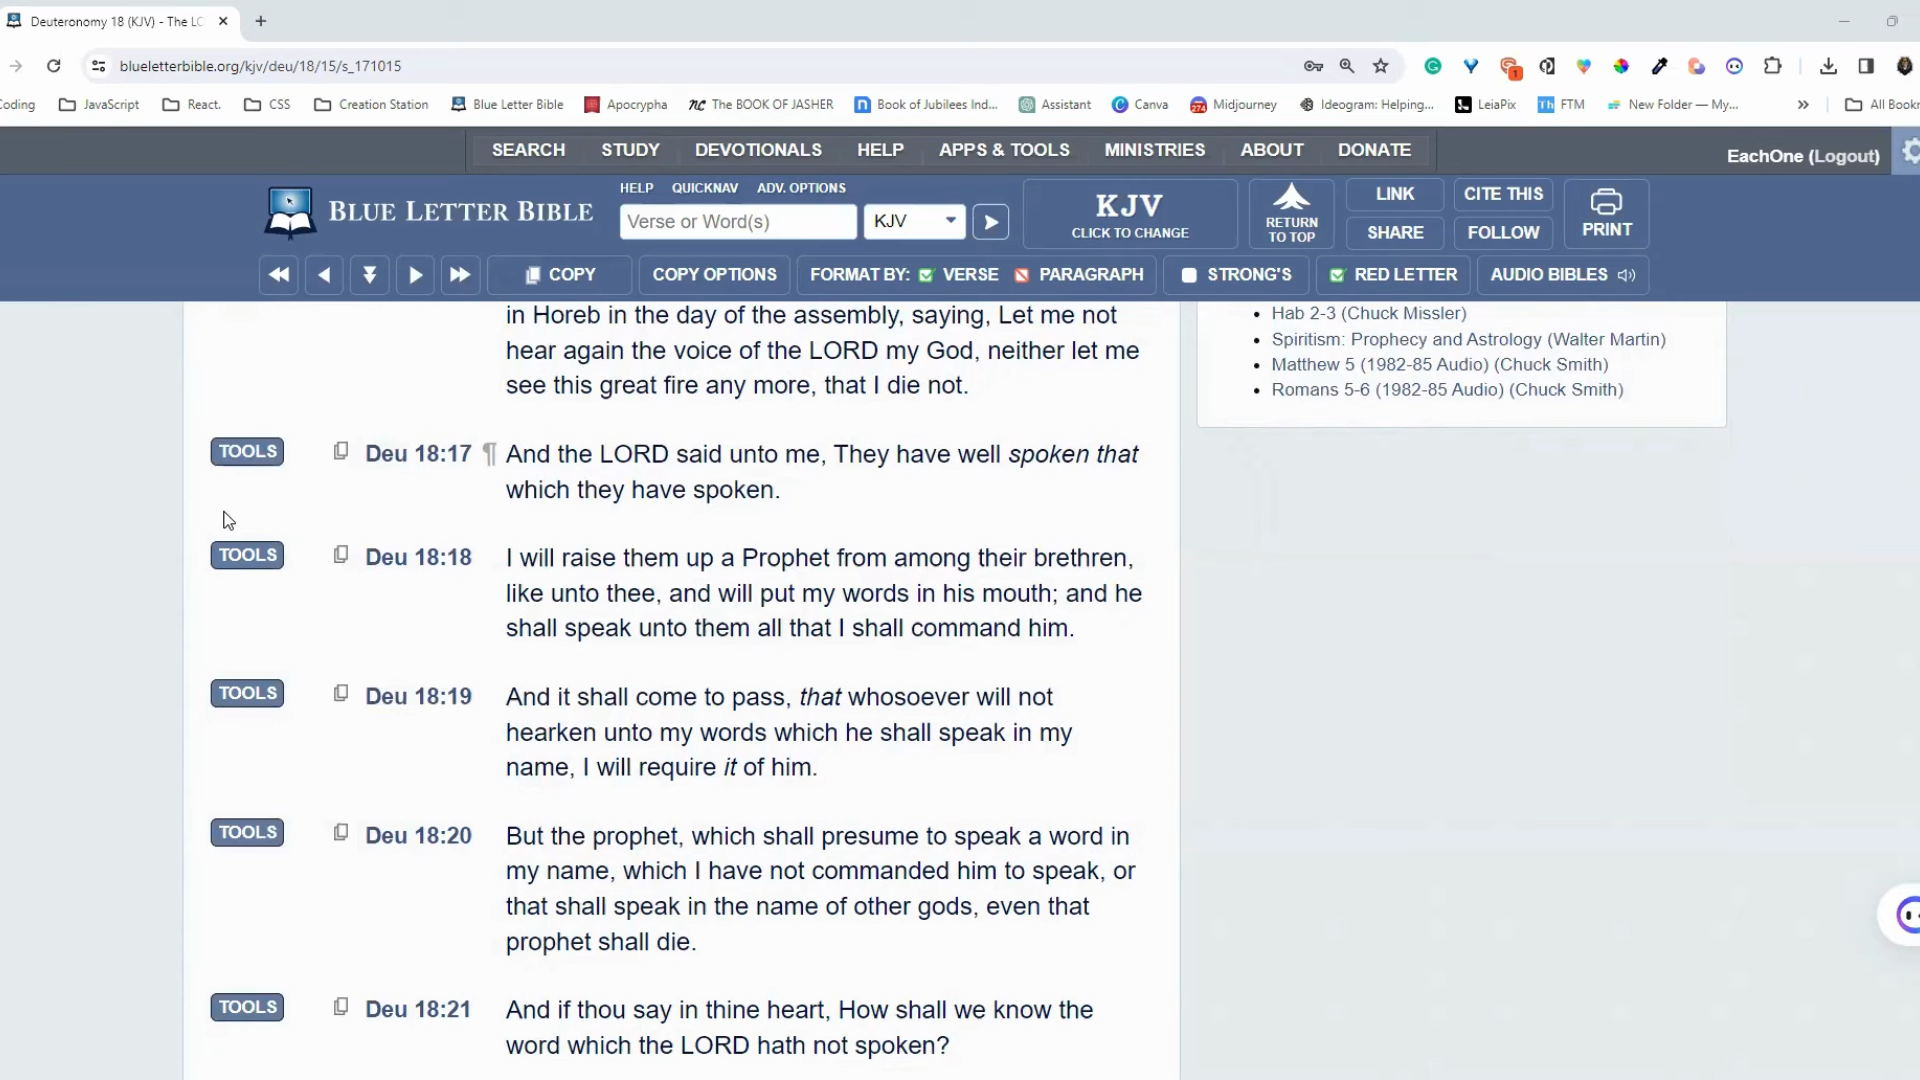 Deuteronomy 18 (KJV) - The LC
blueletterbible.org/kjv/deu/18/15/s_171015
1
Coding
JavaScript
React.
CSS
Creation Station
Blue Letter Bible
Apocrypha
The BOOK OF JASHER
Book of Jubilees Ind...
Assistant
Canva
274
Midjourney
Ideogram: Helping...
LeiaPix
Th
FTM
New Folder — My...
All Bookr
SEARCH
STUDY
DEVOTIONALS
HELP
APPS & TOOLS
MINISTRIES
ABOUT
DONATE
EachOne (Logout)
BLUE LETTER BIBLE
HELP
QUICKNAV
ADV. OPTIONS
Verse or Word(s)
KJV
KJV
CLICK TO CHANGE
RETURN
TO TOP
LINK
CITE THIS
SHARE
FOLLOW
PRINT
COPY
COPY OPTIONS
FORMAT BY:
VERSE
PARAGRAPH
STRONG'S
RED LETTER
AUDIO BIBLES
in Horeb in the day of the assembly, saying, Let me not
hear again the voice of the LORD my God, neither let me
see this great fire any more, that I die not.
TOOLS
Deu 18:17
¶ And the LORD said unto me, They have well spoken that
which they have spoken.
TOOLS
Deu 18:18
I will raise them up a Prophet from among their brethren,
like unto thee, and will put my words in his mouth; and he
shall speak unto them all that I shall command him.
TOOLS
Deu 18:19
And it shall come to pass, that whosoever will not
hearken unto my words which he shall speak in my
name, I will require it of him.
TOOLS
Deu 18:20
But the prophet, which shall presume to speak a word in
my name, which I have not commanded him to speak, or
that shall speak in the name of other gods, even that
prophet shall die.
TOOLS
Deu 18:21
And if thou say in thine heart, How shall we know the
word which the LORD hath not spoken?
Hab 2-3 (Chuck Missler)
Spiritism: Prophecy and Astrology (Walter Martin)
Matthew 5 (1982-85 Audio) (Chuck Smith)
Romans 5-6 (1982-85 Audio) (Chuck Smith)